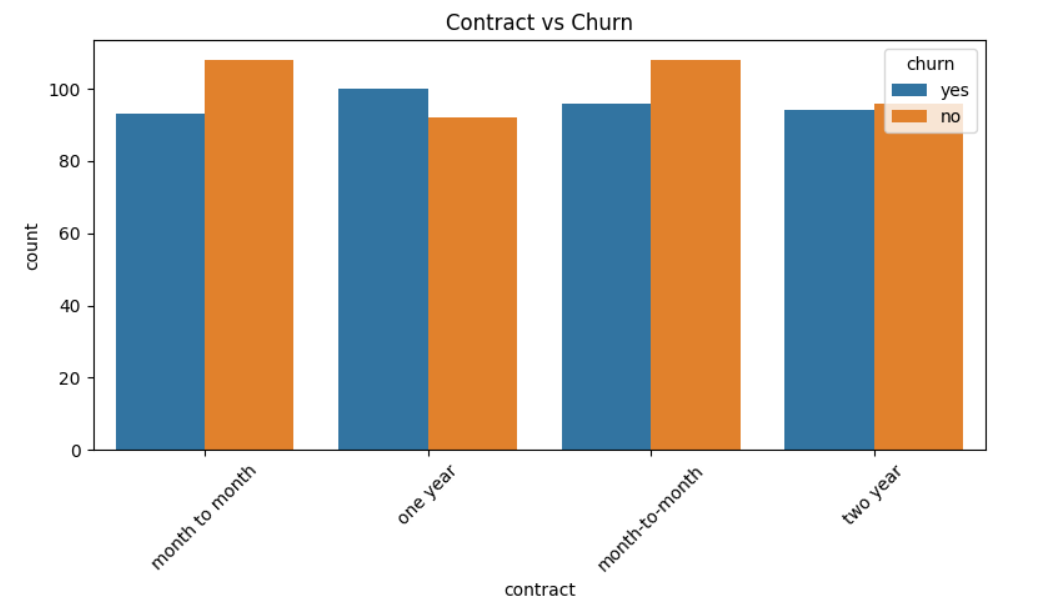 Contract vs Churn
churn
yes
no
100
80
60
40
20
0
count
month to month
one year
month-to-month
two year
contract